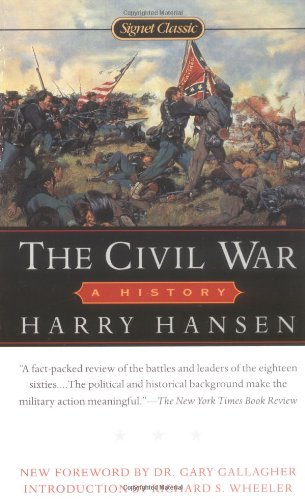 Signet Classic
THE CIVIL WAR
A HISTORY
HARRY HANSEN
"A fact-packed review of the battles and leaders of the eighteen
sixties....The political and historical background make the
military action meaningful."—The New York Times Book Review
NEW FOREWORD BY DR. GARY GALLAGHER
INTRODUCTION BY RICHARD S. WHEELER